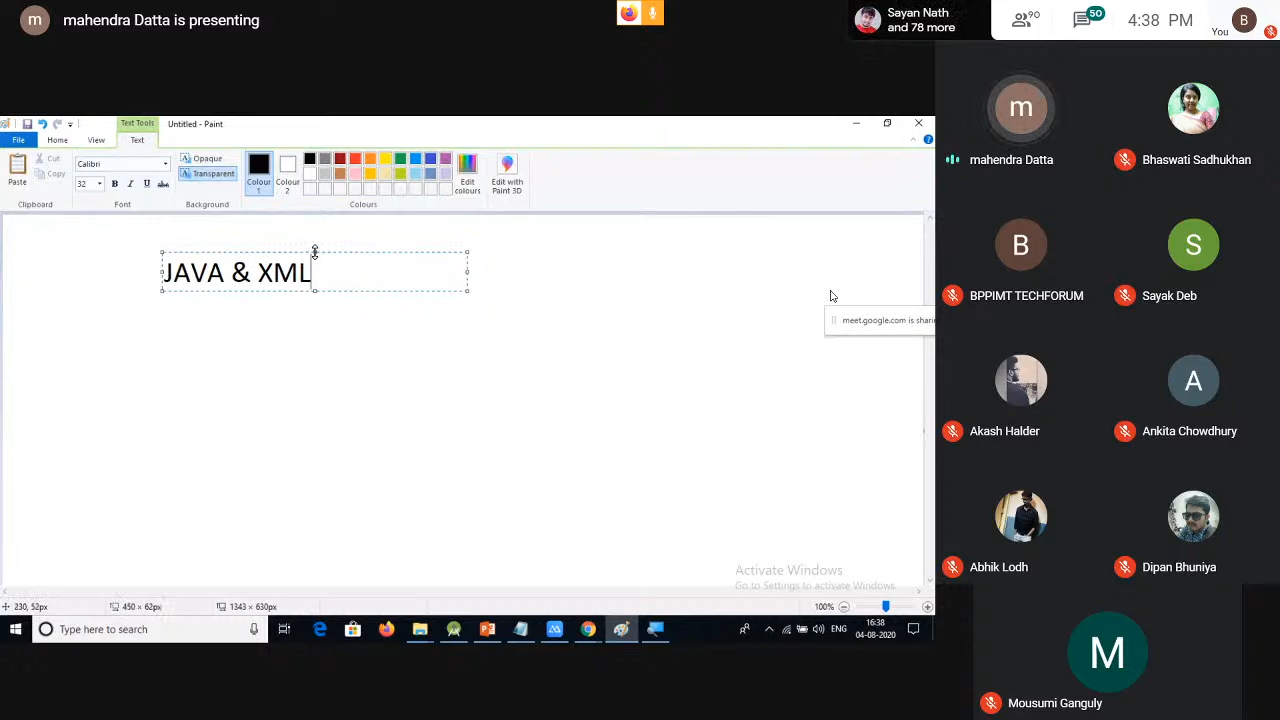 m
mahendra Datta is presenting
Sayan Nath
and 78 more
90
50
4:38 PM
You
B
Text Tools
Untitled - Paint
File
Home
View
Text
Paste
Cut
Copy
Clipboard
Calibri
32
B
I
U
abc
Font
Opaque
Transparent
Background
Colour
1
Colour
2
Edit
colours
Colours
Edit with
Paint 3D
JAVA & XML
meet.google.com is sharin
Activate Windows
Go to Settings to activate Windows.
230, 52px
450 × 62px
1343 × 630px
100%
Type here to search
ENG
16:38
04-08-2020
m
mahendra Datta
Bhaswati Sadhukhan
B
BPPIMT TECHFORUM
S
Sayak Deb
Akash Halder
A
Ankita Chowdhury
Abhik Lodh
Dipan Bhuniya
M
Mousumi Ganguly